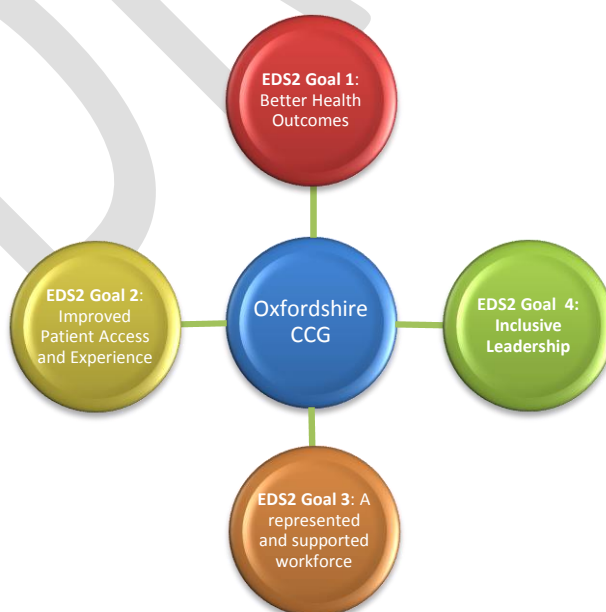 EDS2 Goal 1:
Better Health
Outcomes
EDS2 Goal 2:
Improved
Patient Access
and Experience
Oxfordshire
CCG
EDS2 Goal 4:
Inclusive
Leadership
EDS2 Goal 3: A
represented
and supported
workforce